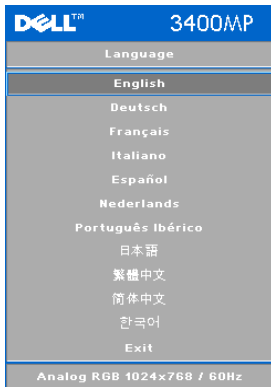 DELL™ 3400MP
Language
English
Deutsch
Français
Italiano
Español
Nederlands
Português Ibérico
日本語
繁體中文
简体中文
한국어
Exit
Analog RGB 1024x768 / 60Hz